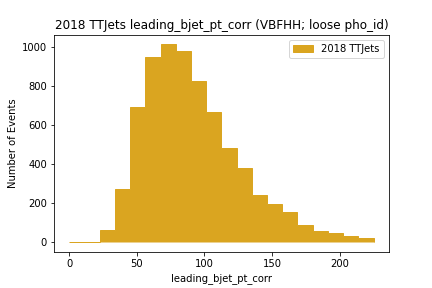 2018 TTJets leading_bjet_pt_corr (VBFHH; loose pho_id)
2018 TTJets
Number of Events
1000
800
600
400
200
0
0 50 100 150 200
leading_bjet_pt_corr